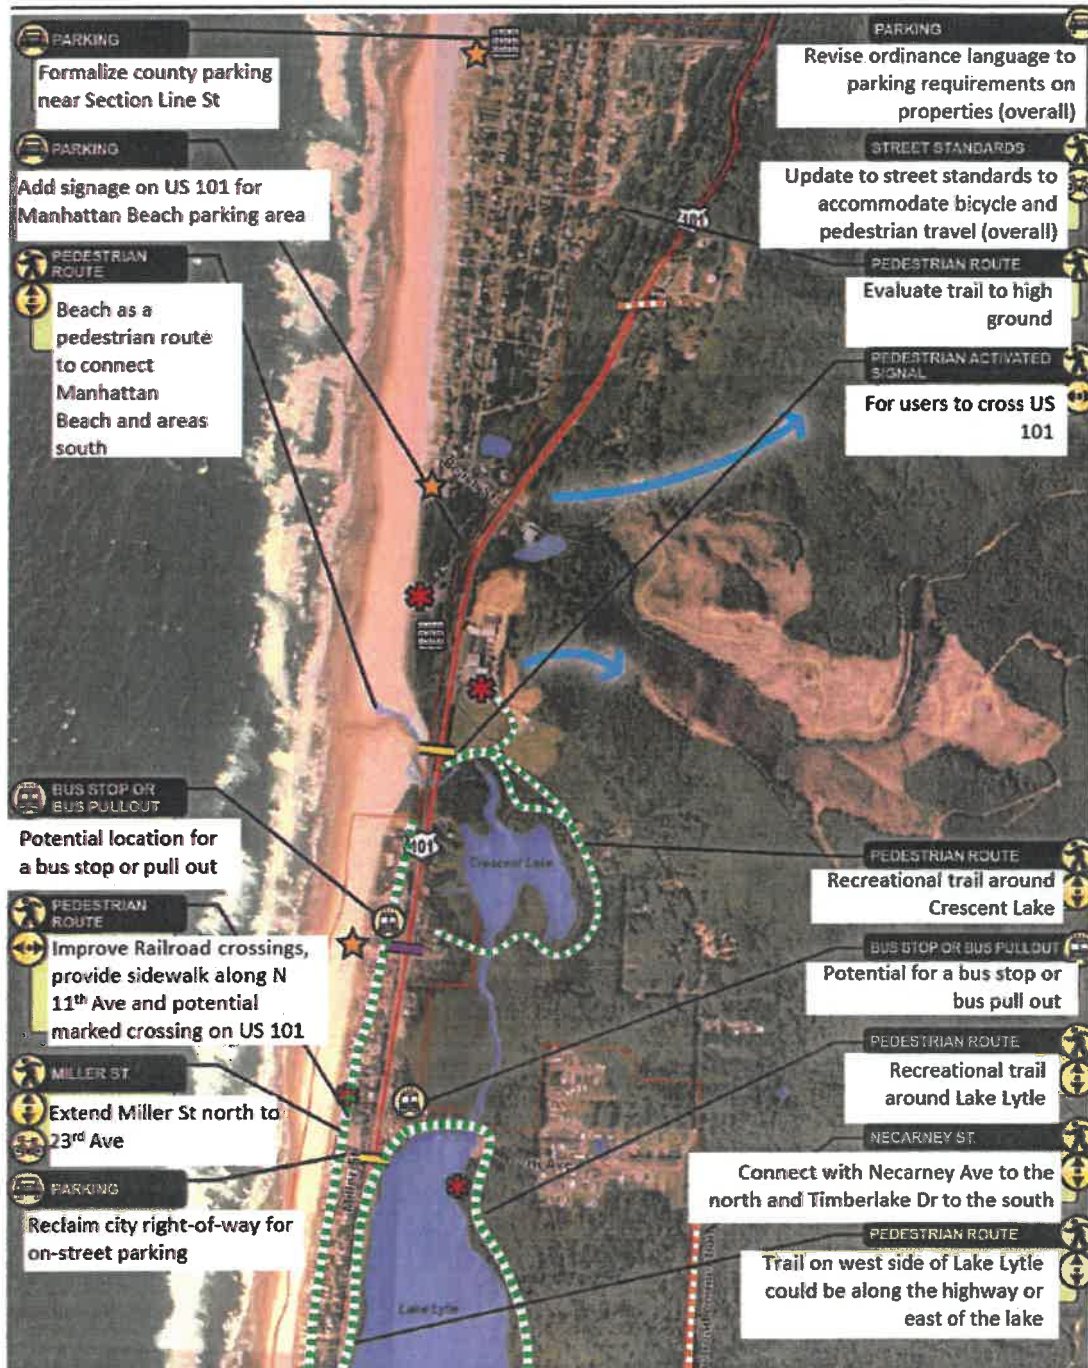 PARKING
Formalize county parking
near Section Line St
PARKING
Add signage on US 101 for
Manhattan Beach parking area
PEDESTRIAN
ROUTE
Beach as a
pedestrian route
to connect
Manhattan
Beach and areas
south
BUS STOP OR
BUS PULLOUT
Potential location for
a bus stop or pull out
PEDESTRIAN
ROUTE
Improve Railroad crossings,
provide sidewalk along N
11th Ave and potential
marked crossing on US 101
MILLER ST
Extend Miller St north to
23rd Ave
PARKING
Reclaim city right-of-way for
on-street parking
PARKING
Revise ordinance language to
parking requirements on
properties (overall)
STREET STANDARDS
Update to street standards to
accommodate bicycle and
pedestrian travel (overall)
PEDESTRIAN ROUTE
Evaluate trail to high
ground
PEDESTRIAN ACTIVATED
SIGNAL
For users to cross US
101
PEDESTRIAN ROUTE
Recreational trail around
Crescent Lake
BUS STOP OR BUS PULLOUT
Potential for a bus stop or
bus pull out
PEDESTRIAN ROUTE
Recreational trail
around Lake Lytle
NECARNEY ST.
Connect with Necarney Ave to the
north and Timberlake Dr to the south
PEDESTRIAN ROUTE
Trail on west side of Lake Lytle
could be along the highway or
east of the lake
101
101
Crescent Lake
Miller St
Lake Lytle